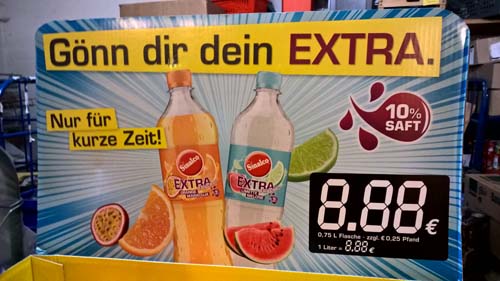 Gönn dir dein EXTRA.
Nur für
kurze Zeit!
10%
SAFT
Sinalco
EXTRA
Sinalco
EXTRA
8.88€
0,75 L Flasche - zzgl. € 0,25 Pfand
1 Liter = 8.88 €